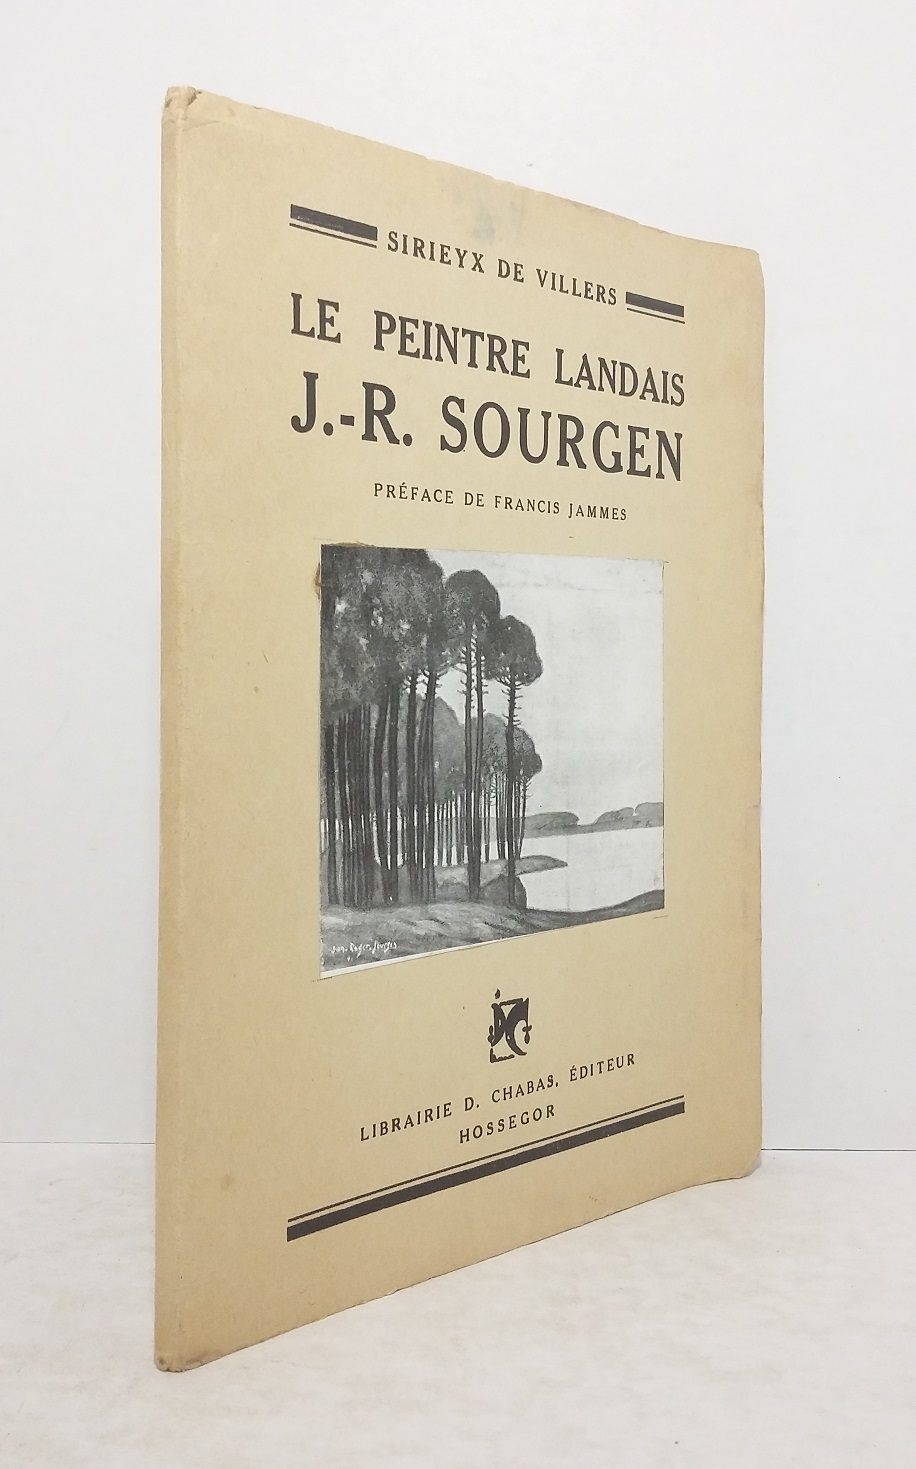 SIRIEYX DE VILLERS
LE PEINTRE LANDAIS
J.-R. SOURGEN
PRÉFACE DE FRANCIS JAMMES
LIBRAIRIE D. CHABAS, ÉDITEUR
HOSSEGOR